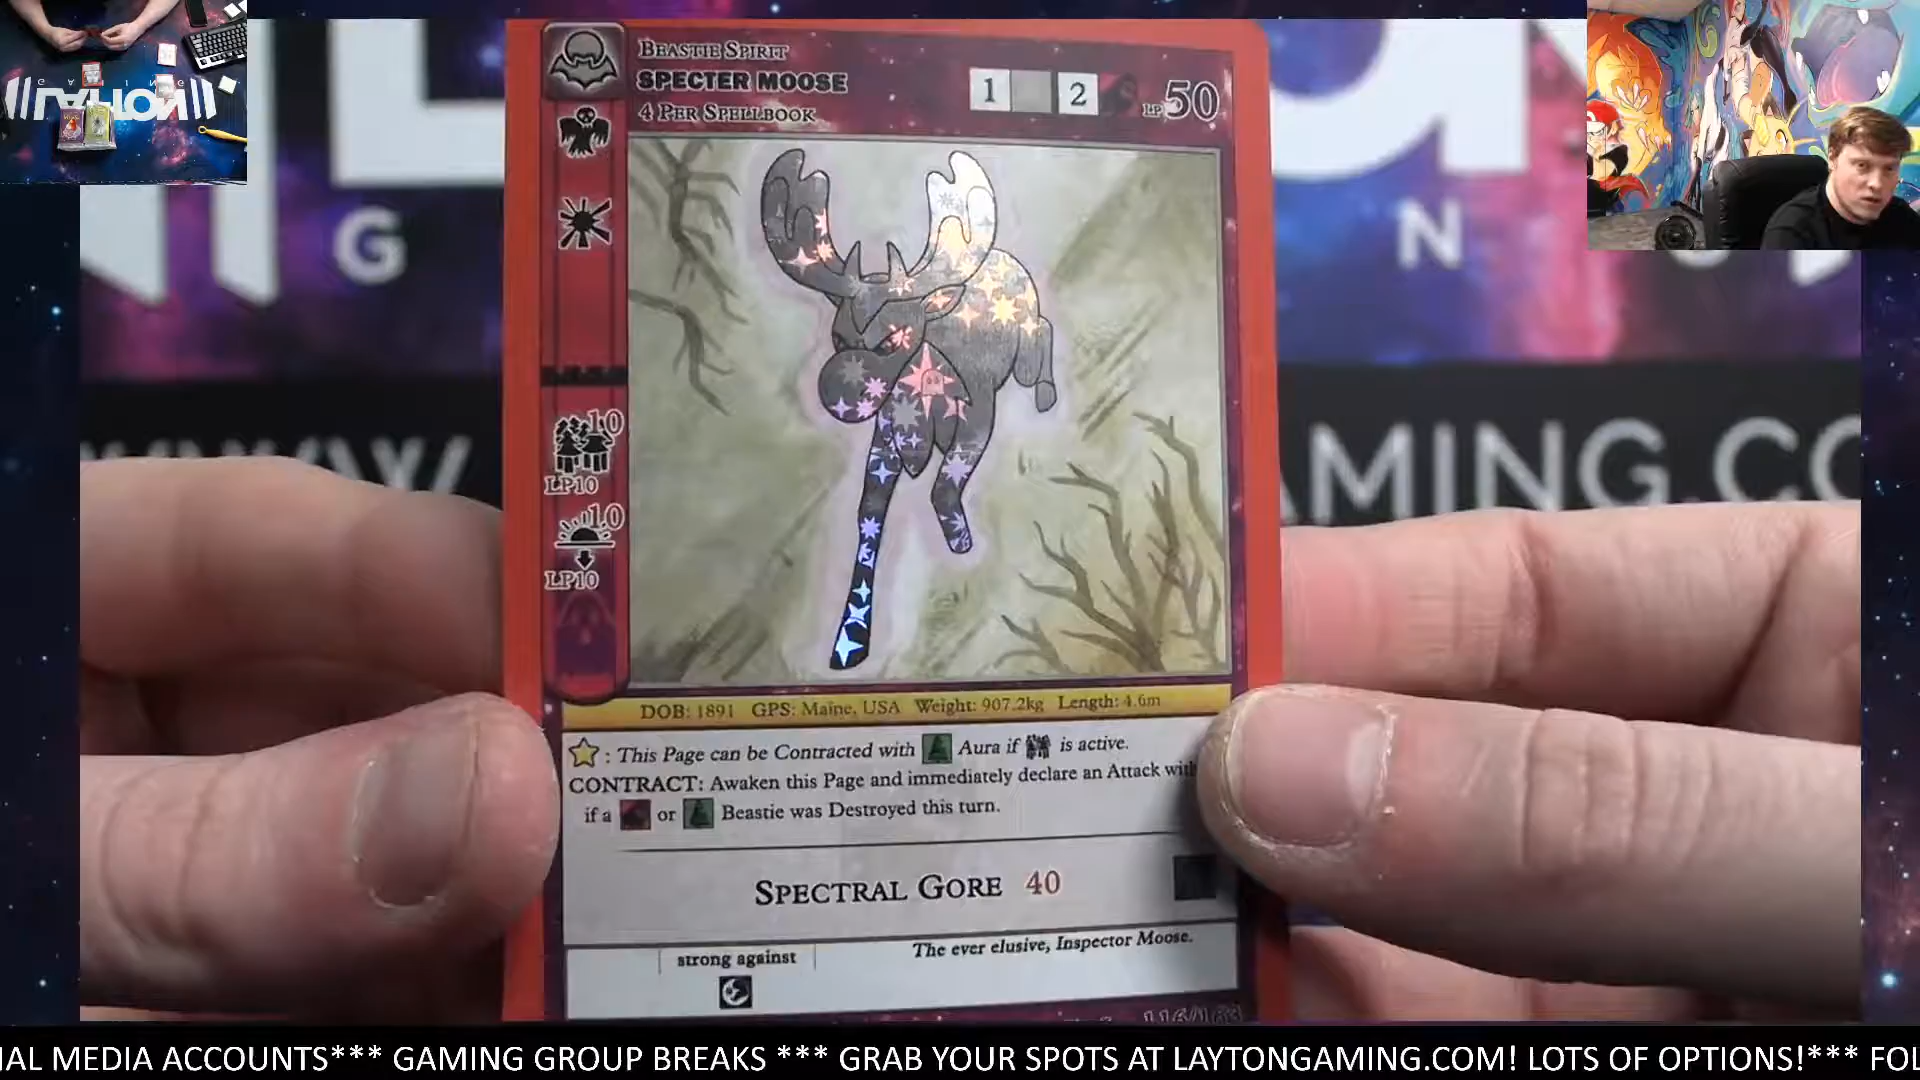 BEASTIE SPIRIT
SPECTER MOOSE
4 PER SPELLBOOK
1 2
LP 50
G
N
10
LP10
10
LP10
AMING.CO
DOB: 1891 GPS: Maine, USA Weight: 907.2kg Length: 4.6m
: This Page can be Contracted with Aura if is active.
CONTRACT: Awaken this Page and immediately declare an Attack with
if a or Beastie was Destroyed this turn.
SPECTRAL GORE 40
strong against
The ever elusive, Inspector Moose.
IAL MEDIA ACCOUNTS*** GAMING GROUP BREAKS *** GRAB YOUR SPOTS AT LAYTONGAMING.COM! LOTS OF OPTIONS!*** FOL